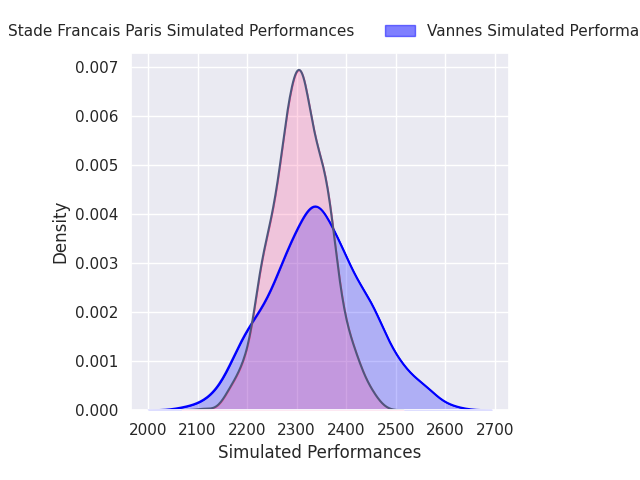 Stade Francais Paris Simulated Performances Vannes Simulated Performa
0.007
0.006
0.005
0.004
0.003
0.002
0.001
0.000
Density
2000 2100 2200 2300 2400 2500 2600 2700
Simulated Performances